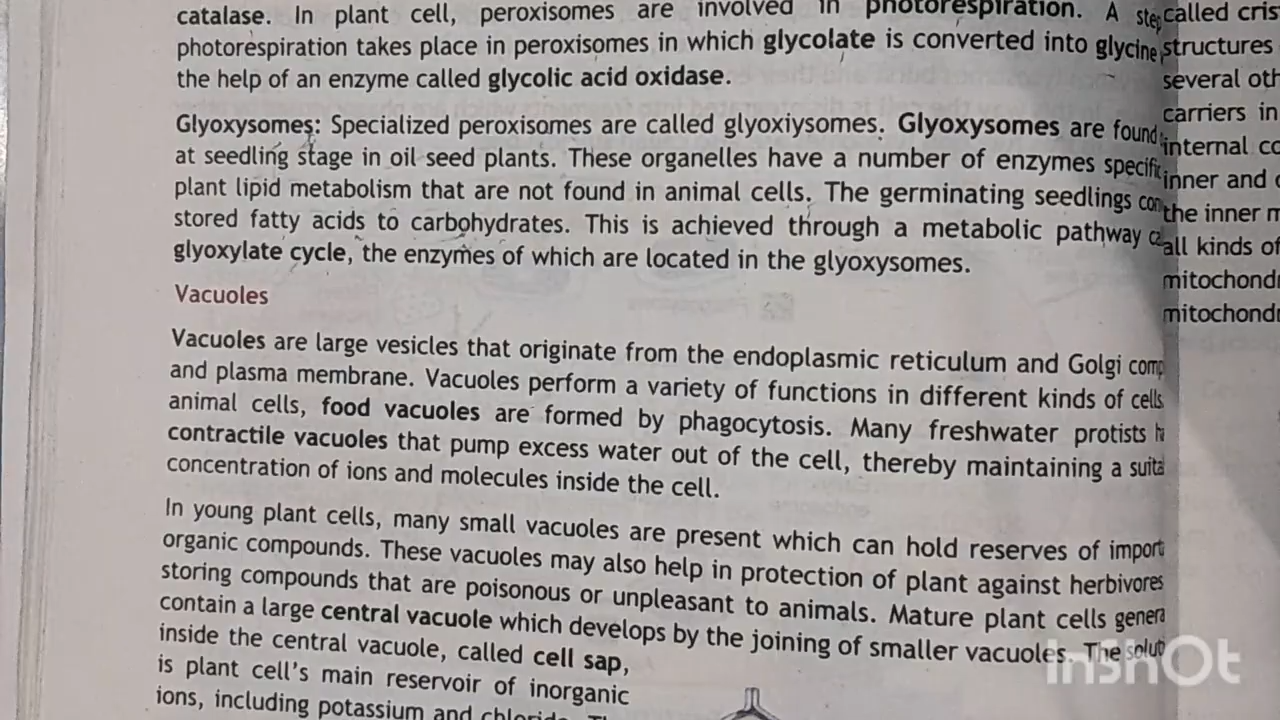 catalase. In plant cell, peroxisomes are involved in photorespiration. A step
photorespiration takes place in peroxisomes in which glycolate is converted into glycine
the help of an enzyme called glycolic acid oxidase.
Glyoxysomes: Specialized peroxisomes are called glyoxiysomes. Glyoxysomes are found
at seedling stage in oil seed plants. These organelles have a number of enzymes specific
plant lipid metabolism that are not found in animal cells. The germinating seedlings
stored fatty acids to carbohydrates. This is achieved through a metabolic pathway
glyoxylate cycle, the enzymes of which are located in the glyoxysomes.
Vacuoles
Vacuoles are large vesicles that originate from the endoplasmic reticulum and Golgi comp
and plasma membrane. Vacuoles perform a variety of functions in different kinds of cells
animal cells, food vacuoles are formed by phagocytosis. Many freshwater protists
contractile vacuoles that pump excess water out of the cell, thereby maintaining a suita
concentration of ions and molecules inside the cell.
In young plant cells, many small vacuoles are present which can hold reserves of import
organic compounds. These vacuoles may also help in protection of plant against herbivores
storing compounds that are poisonous or unpleasant to animals. Mature plant cells genera
contain a large central vacuole which develops by the joining of smaller vacuoles. The solut
inside the central vacuole, called cell sap,
is plant cell's main reservoir of inorganic
ions, including potassium and chloride.
called cris
structures
several oth
carriers in
internal co
inner and
the inner m
all kinds of
mitochond
mitochond
InshOt